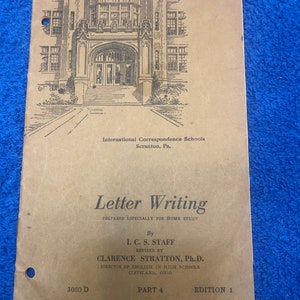 International Correspondence Schools
Scranton, Pa.
Letter Writing
PREPARED ESPECIALLY FOR HOME STUDY
By
I. C. S. STAFF
REVISED BY
CLARENCE STRATTON, Ph.D.
DIRECTOR OF ENGLISH IN HIGH SCHOOLS
CLEVELAND, OHIO
5003 D PART 4 EDITION 1